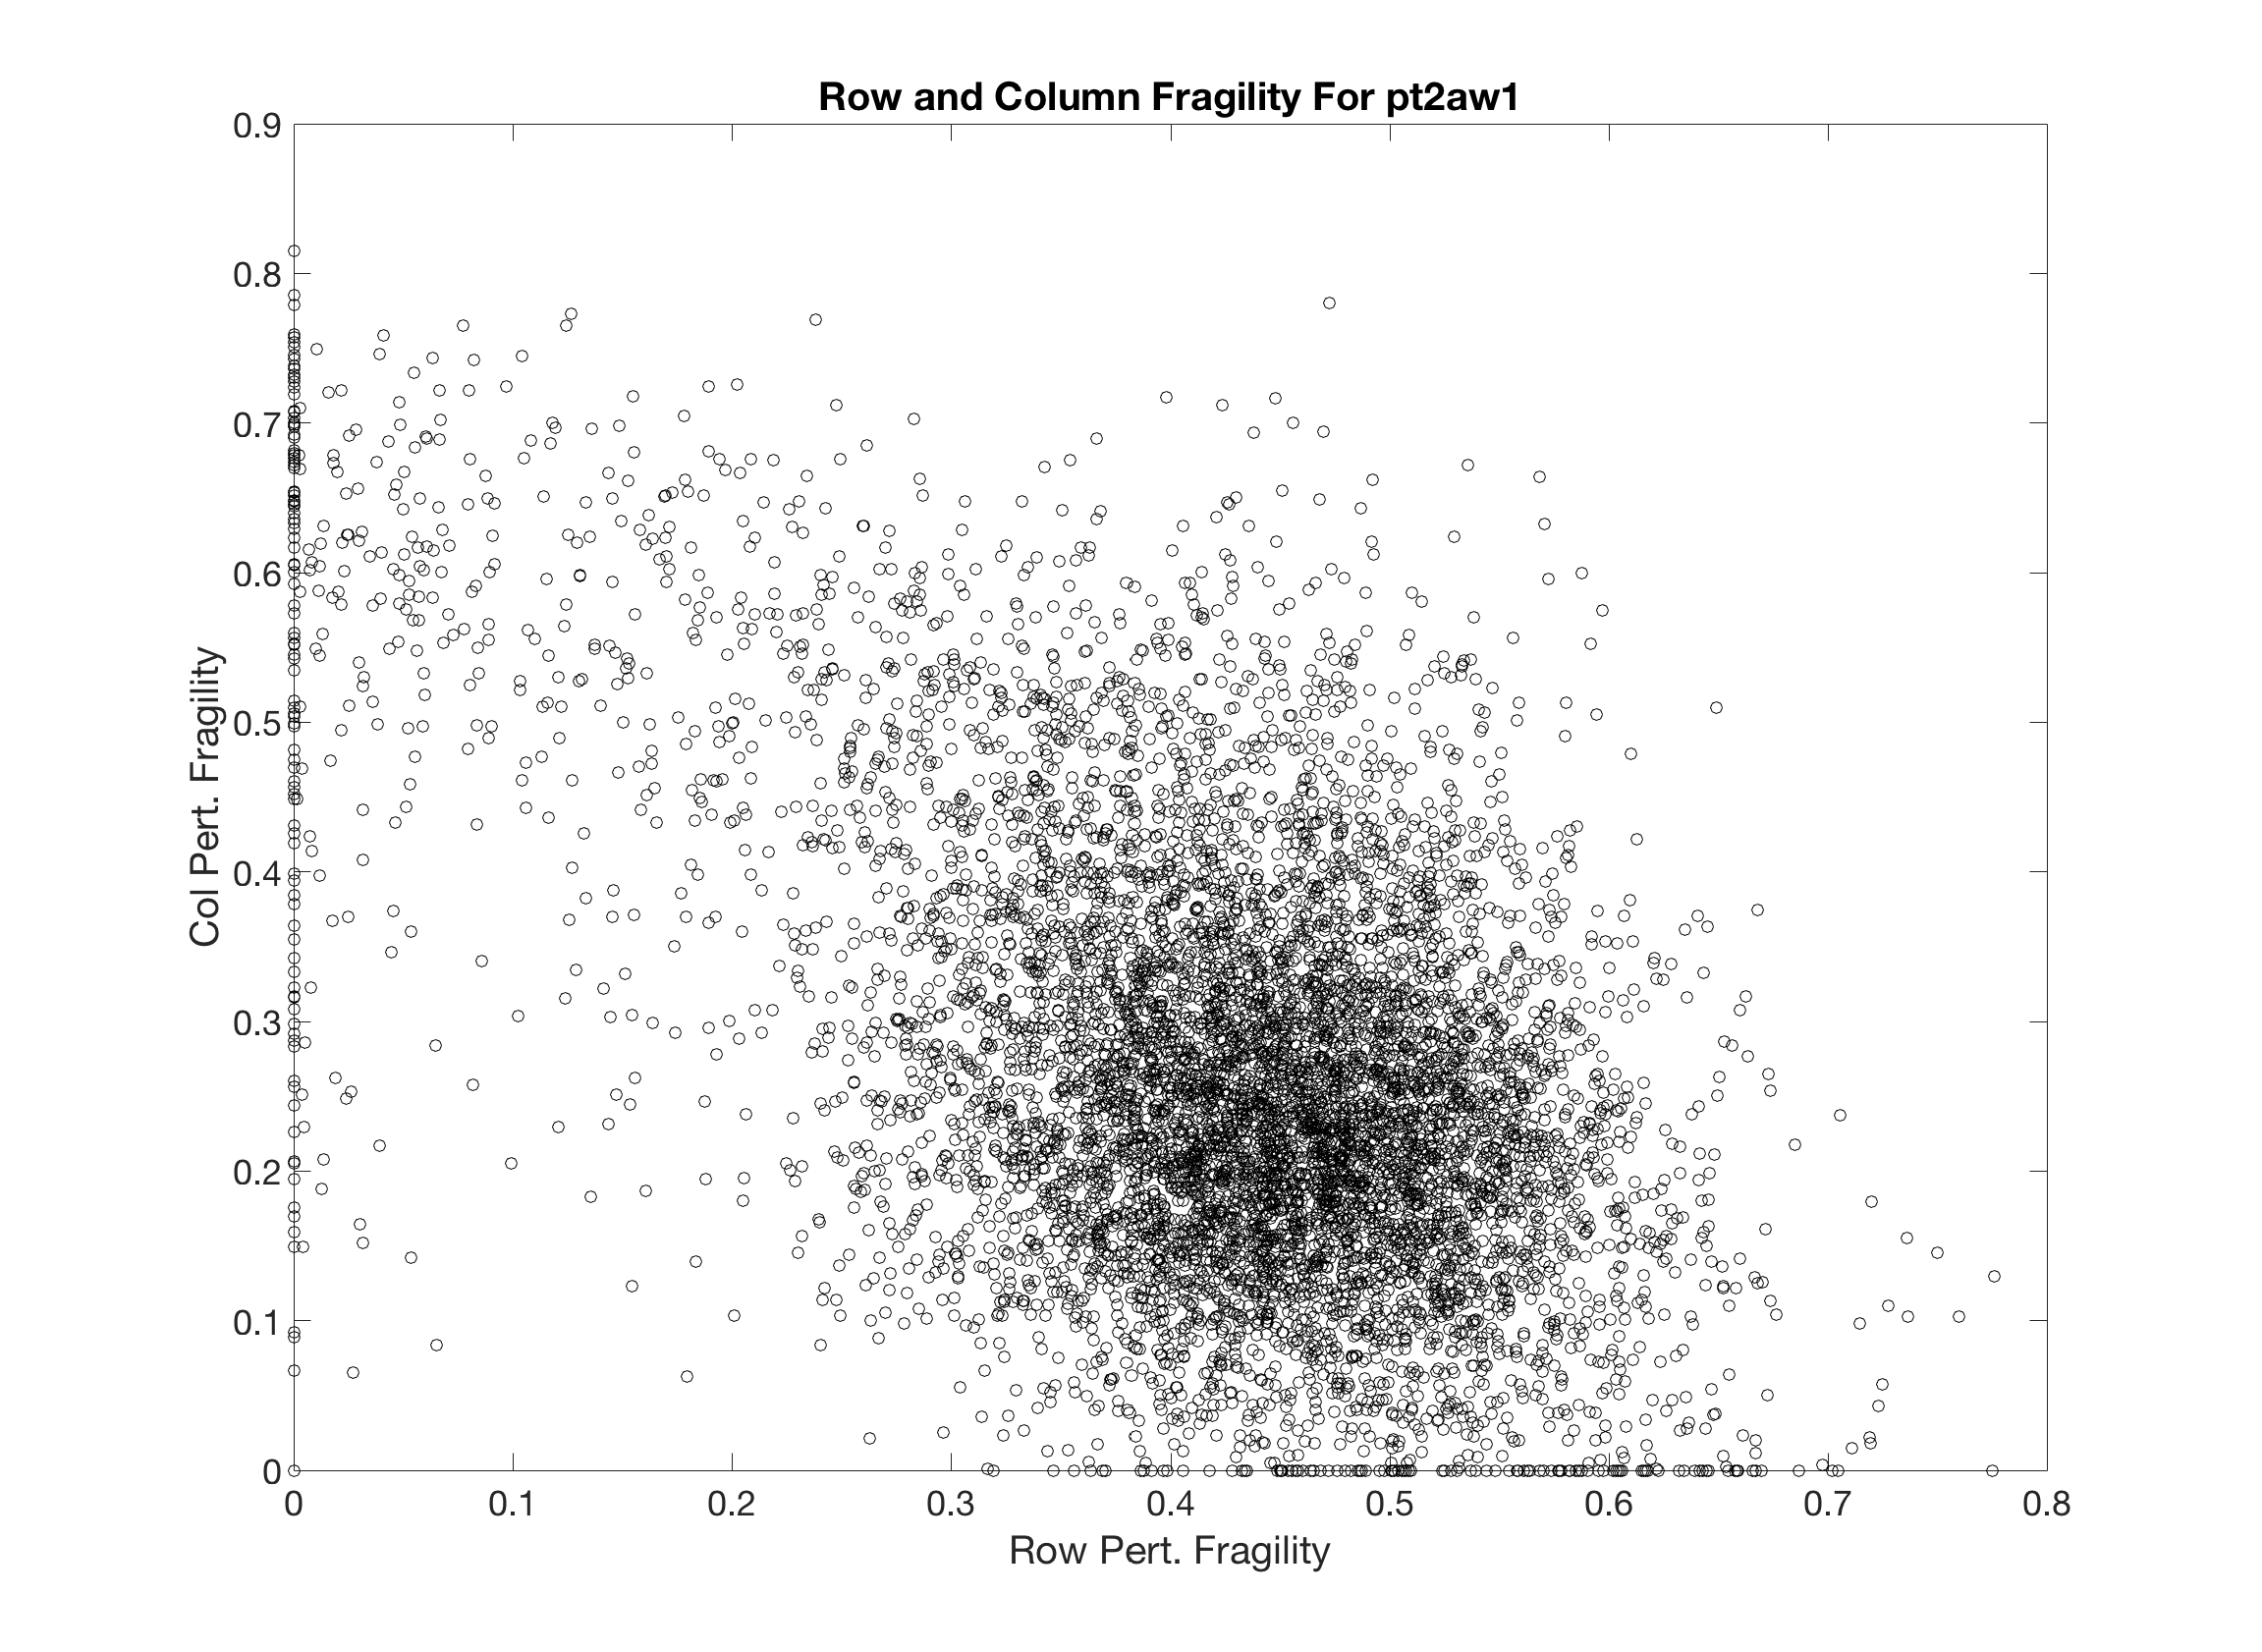 Row and Column Fragility For pt2aw1
0.9
0.8
0.7
0.6
0.5
0.4
0.3
0.2
0.1
0
Col Pert. Fragility
0 0.1 0.2 0.3 0.4 0.5 0.6 0.7 0.8
Row Pert. Fragility